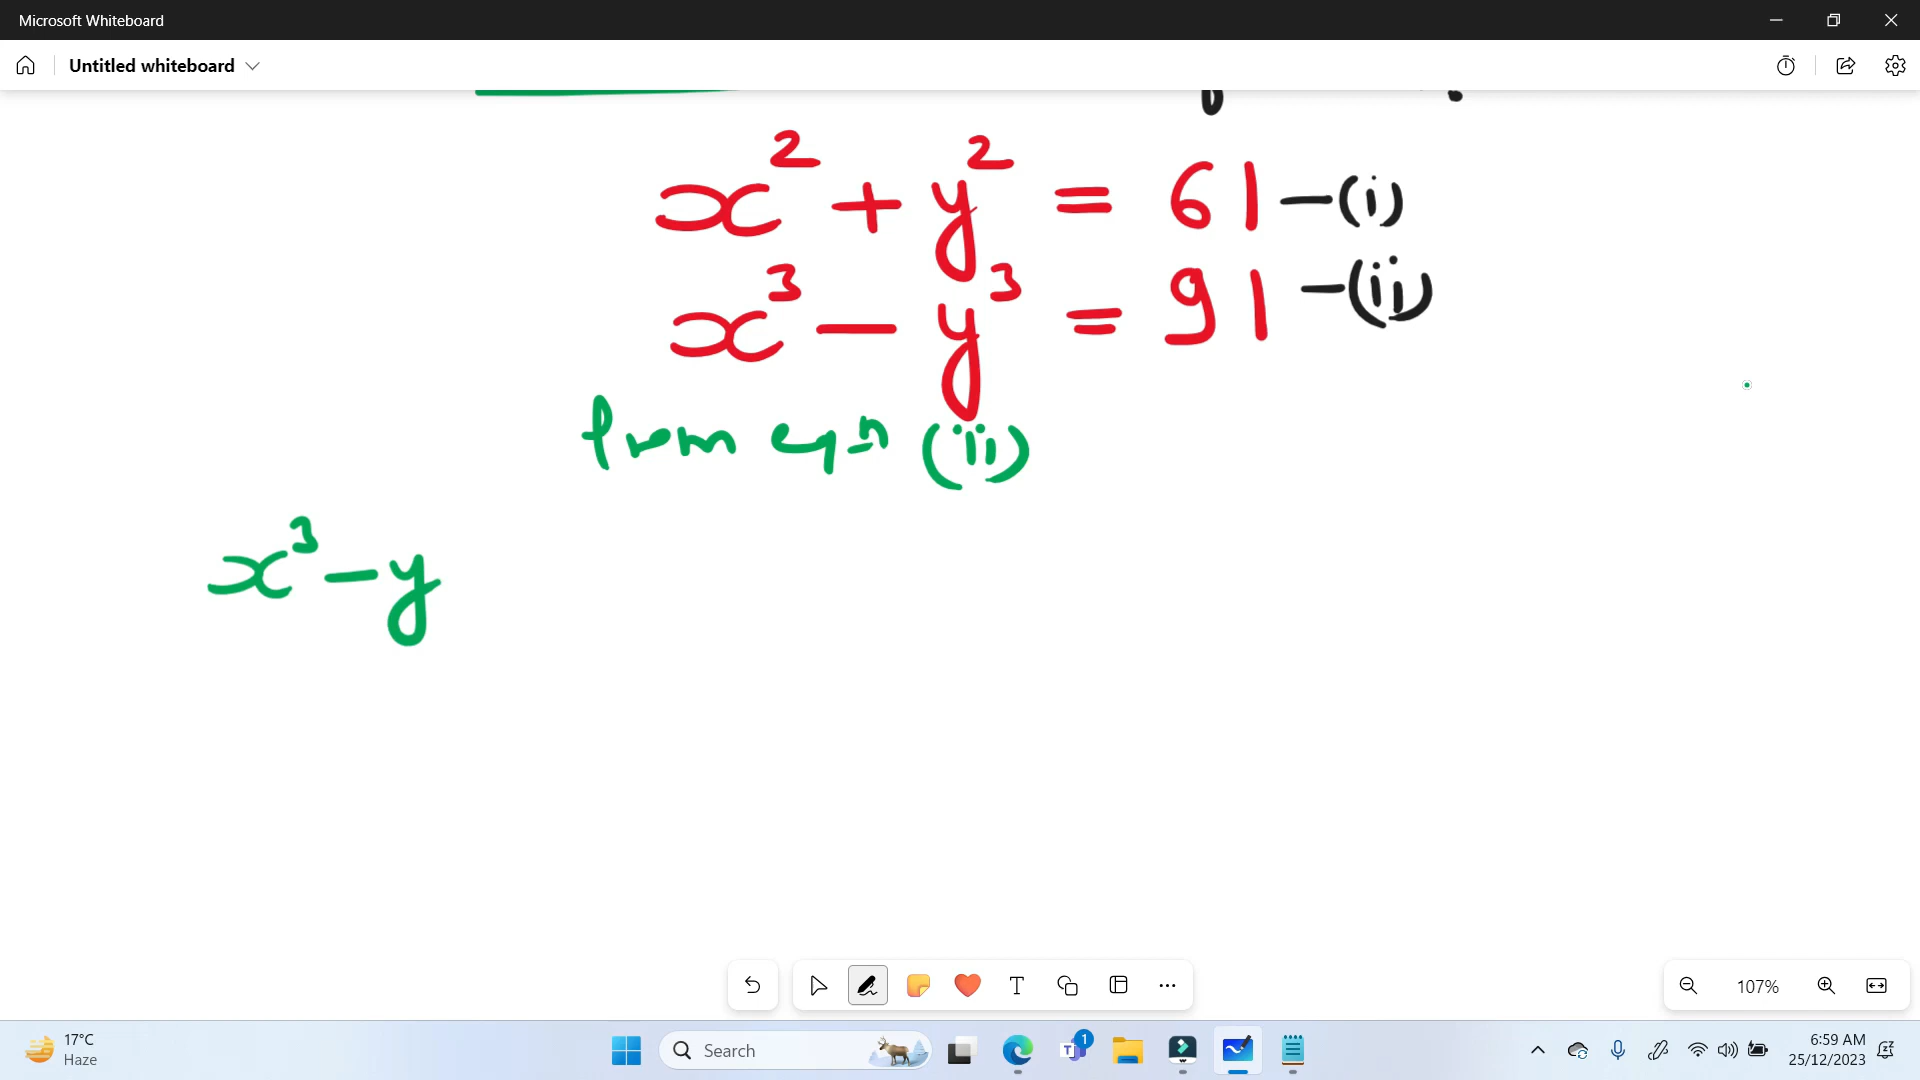 Microsoft Whiteboard
Untitled whiteboard
x² + y² = 61 - (i)
x³ - y³ = 91 - (ii)
from eqn (ii)
x³ - y
107%
17°C
Haze
Search
1
6:59 AM
25/12/2023